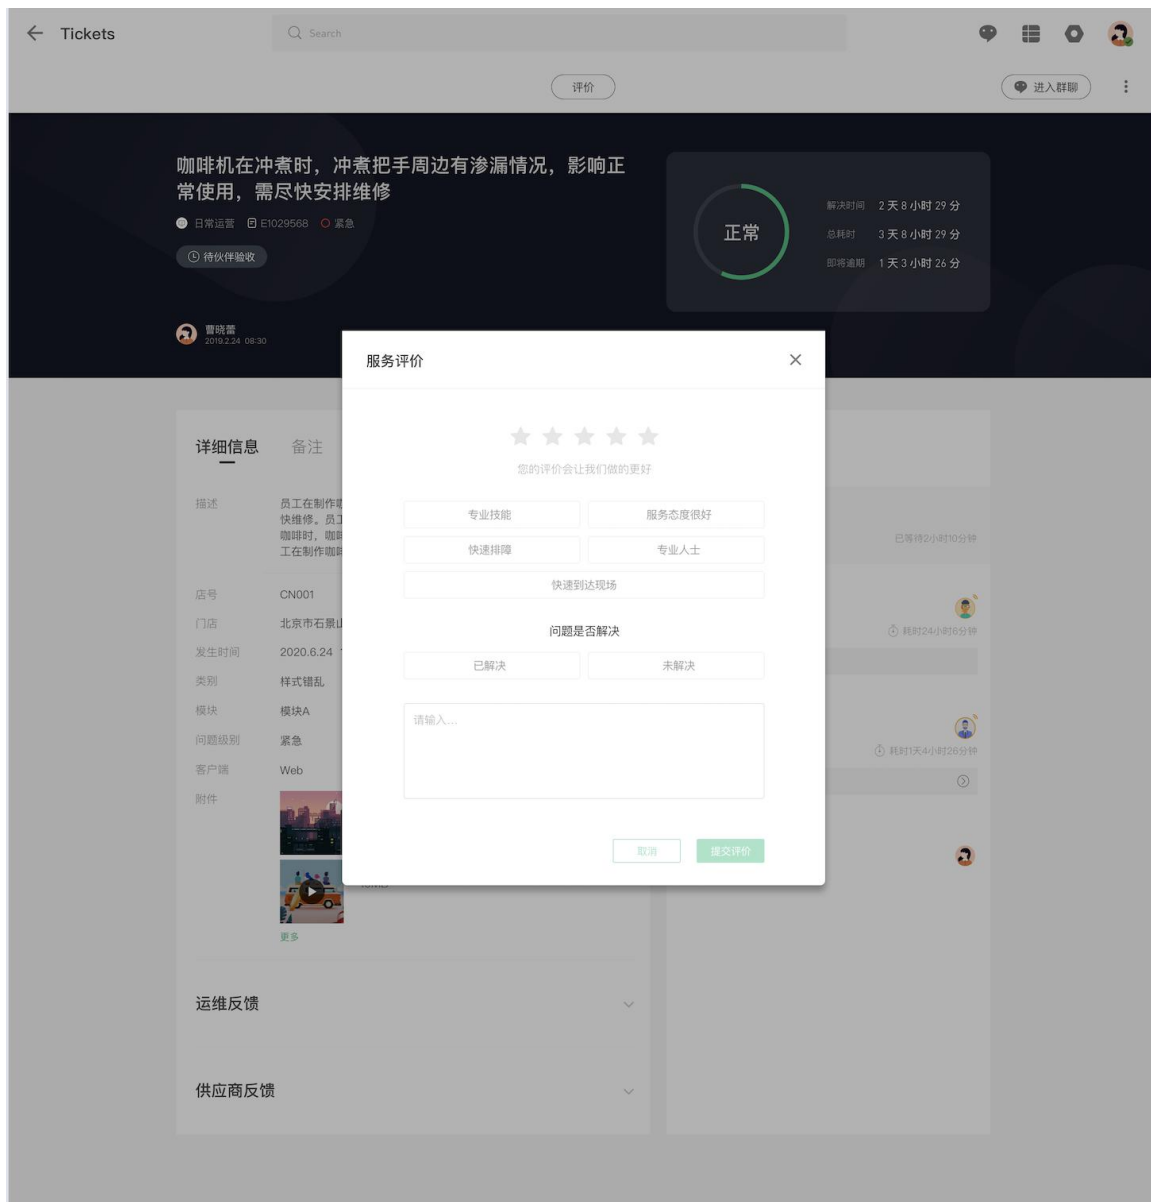 Tickets
Search
评价
进入群聊
咖啡机在冲煮时，冲煮把手周边有渗漏情况，影响正
常使用，需尽快安排维修
日常运营 E1029568 紧急
待伙伴验收
曹晓蕾
2019.2.24 08:30
正常
解决时间 2 天 8 小时 29 分
总耗时 3 天 8 小时 29 分
即将逾期 1 天 3 小时 26 分
服务评价
您的评价会让我们做的更好
专业技能 服务态度很好
快速排障 专业人士
快速到达现场
问题是否解决
已解决 未解决
请输入...
取消 提交评价
详细信息 备注
描述
员工在制作咖
快维修。员工
咖啡时，咖啡
工在制作咖啡
店号 CN001
门店 北京市石景山
发生时间 2020.6.24
类别 样式错乱
模块 模块A
问题级别 紧急
客户端 Web
附件
更多
运维反馈
供应商反馈
已等待2小时10分钟
耗时24小时6分钟
耗时1天4小时26分钟